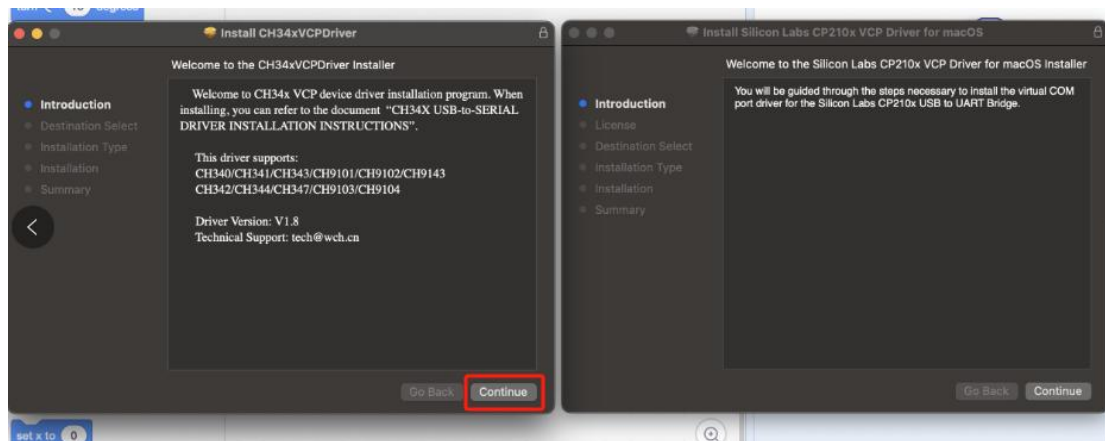 turn 15 degrees
Install CH34xVCPDriver
Welcome to the CH34xVCPDriver Installer
Introduction
Destination Select
Installation Type
Installation
Summary
Welcome to CH34x VCP device driver installation program. When
installing, you can refer to the document “CH34X USB-to-SERIAL
DRIVER INSTALLATION INSTRUCTIONS”.
This driver supports:
CH340/CH341/CH343/CH9101/CH9102/CH9143
CH342/CH344/CH347/CH9103/CH9104
Driver Version: V1.8
Technical Support: tech@wch.cn
Go Back
Continue
Install Silicon Labs CP210x VCP Driver for macOS
Welcome to the Silicon Labs CP210x VCP Driver for macOS Installer
Introduction
License
Destination Select
Installation Type
Installation
Summary
You will be guided through the steps necessary to install the virtual COM
port driver for the Silicon Labs CP210x USB to UART Bridge.
Go Back
Continue
set x to 0